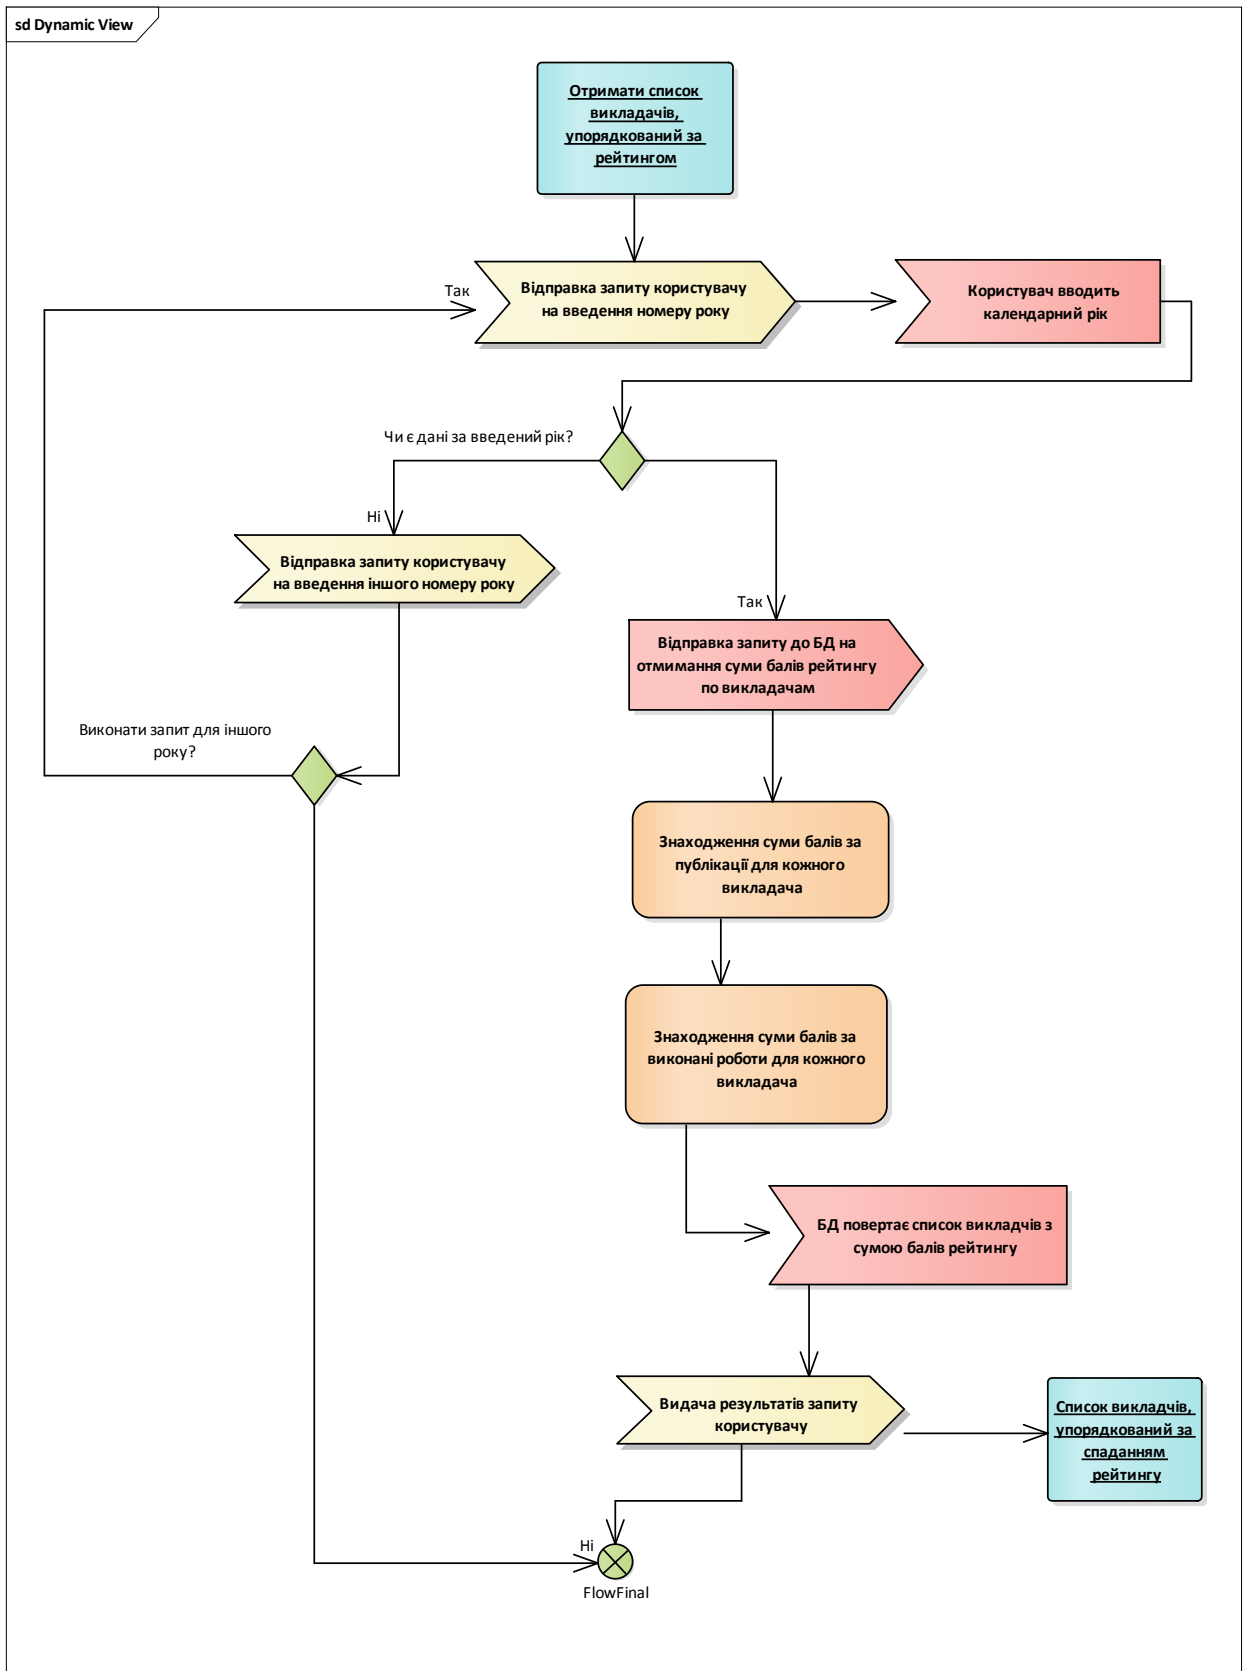 sd Dynamic View
Отримати список
викладачів,
упорядкований за
рейтингом
Так
Відправка запиту користувачу
на введення номеру року
Користувач вводить
календарний рік
Чи є дані за введений рік?
Ні
Відправка запиту користувачу
на введення іншого номеру року
Так
Відправка запиту до БД на
отмимання суми балів рейтингу
по викладачам
Виконати запит для іншого
року?
Знаходження суми балів за
публікації для кожного
викладача
Знаходження суми балів за
виконані роботи для кожного
викладача
БД повертає список викладчів з
сумою балів рейтингу
Видача результатів запиту
користувачу
Список викладчів,
упорядкований за
спаданням
рейтингу
Ні
FlowFinal